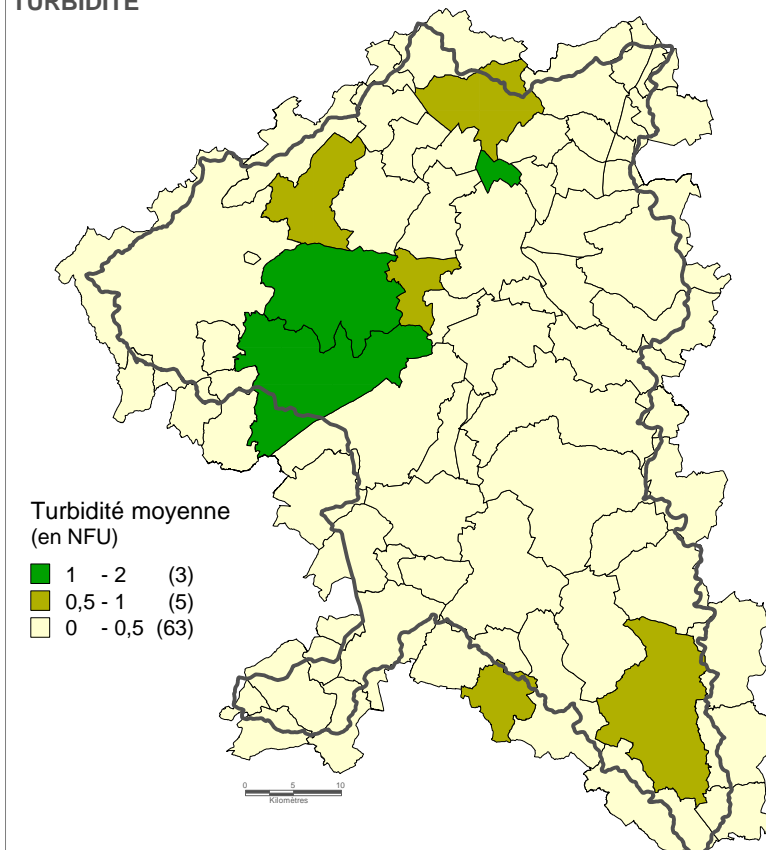 TURBIDITE
Turbidité moyenne
(en NFU)
1 - 2 (3)
0,5 - 1 (5)
0 - 0,5 (63)
0 5 10
Kilomètres